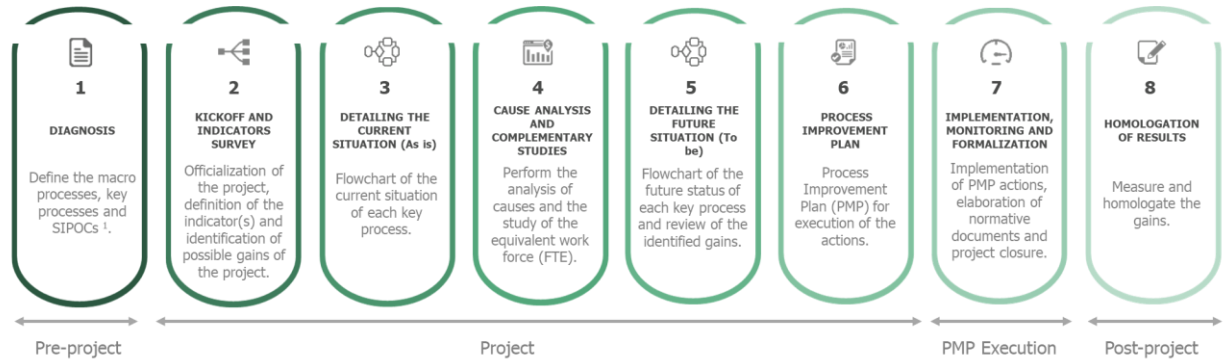 1
DIAGNOSIS
Define the macro
processes, key
processes and
SIPOCs ¹.
2
KICKOFF AND
INDICATORS
SURVEY
Officialization of
the project,
definition of the
indicator(s) and
identification of
possible gains of
the project.
3
DETAILING THE
CURRENT
SITUATION (As is)
Flowchart of the
current situation
of each key
process.
4
CAUSE ANALYSIS
AND
COMPLEMENTARY
STUDIES
Perform the
analysis of
causes and the
study of the
equivalent work
force (FTE).
5
DETAILING THE
FUTURE
SITUATION (To
be)
Flowchart of the
future status of
each key process
and review of the
identified gains.
6
PROCESS
IMPROVEMENT
PLAN
Process
Improvement
Plan (PMP) for
execution of the
actions.
7
IMPLEMENTATION,
MONITORING AND
FORMALIZATION
Implementation
of PMP actions,
elaboration of
normative
documents and
project closure.
8
HOMOLOGATION
OF RESULTS
Measure and
homologate the
gains.
Pre-project
Project
PMP Execution
Post-project